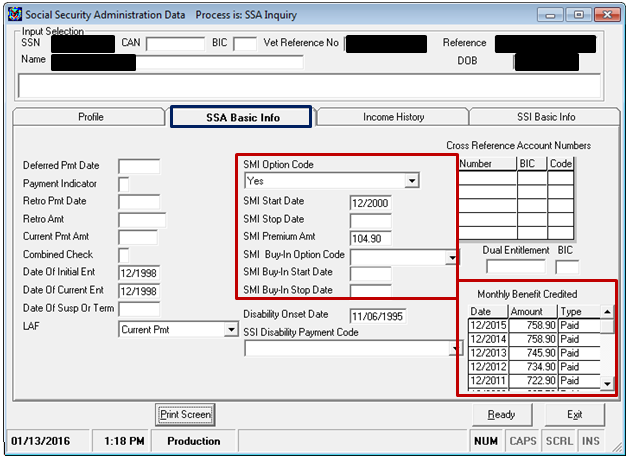 Social Security Administration Data Process is: SSA Inquiry
Input Selection
SSN CAN BIC Vet Reference No Reference
Name DOB
Profile SSA Basic Info Income History SSI Basic Info
Cross Reference Account Numbers
Number BIC Code
Dual Entitlement BIC
Deferred Pmt Date
Payment Indicator
Retro Pmt Date
Retro Amt
Current Pmt Amt
Combined Check
Date Of Initial Ent 12/1998
Date Of Current Ent 12/1998
Date Of Susp Or Term
LAF Current Pmt
SMI Option Code
Yes
SMI Start Date 12/2000
SMI Stop Date
SMI Premium Amt 104.90
SMI Buy-In Option Code
SMI Buy-In Start Date
SMI Buy-In Stop Date
Disability Onset Date 11/06/1995
SSI Disability Payment Code
Monthly Benefit Credited
Date Amount Type
12/2015 758.90 Paid
12/2014 758.90 Paid
12/2013 745.90 Paid
12/2012 734.90 Paid
12/2011 722.90 Paid
Print Screen Ready Exit
01/13/2016 1:18 PM Production NUM CAPS SCRL INS